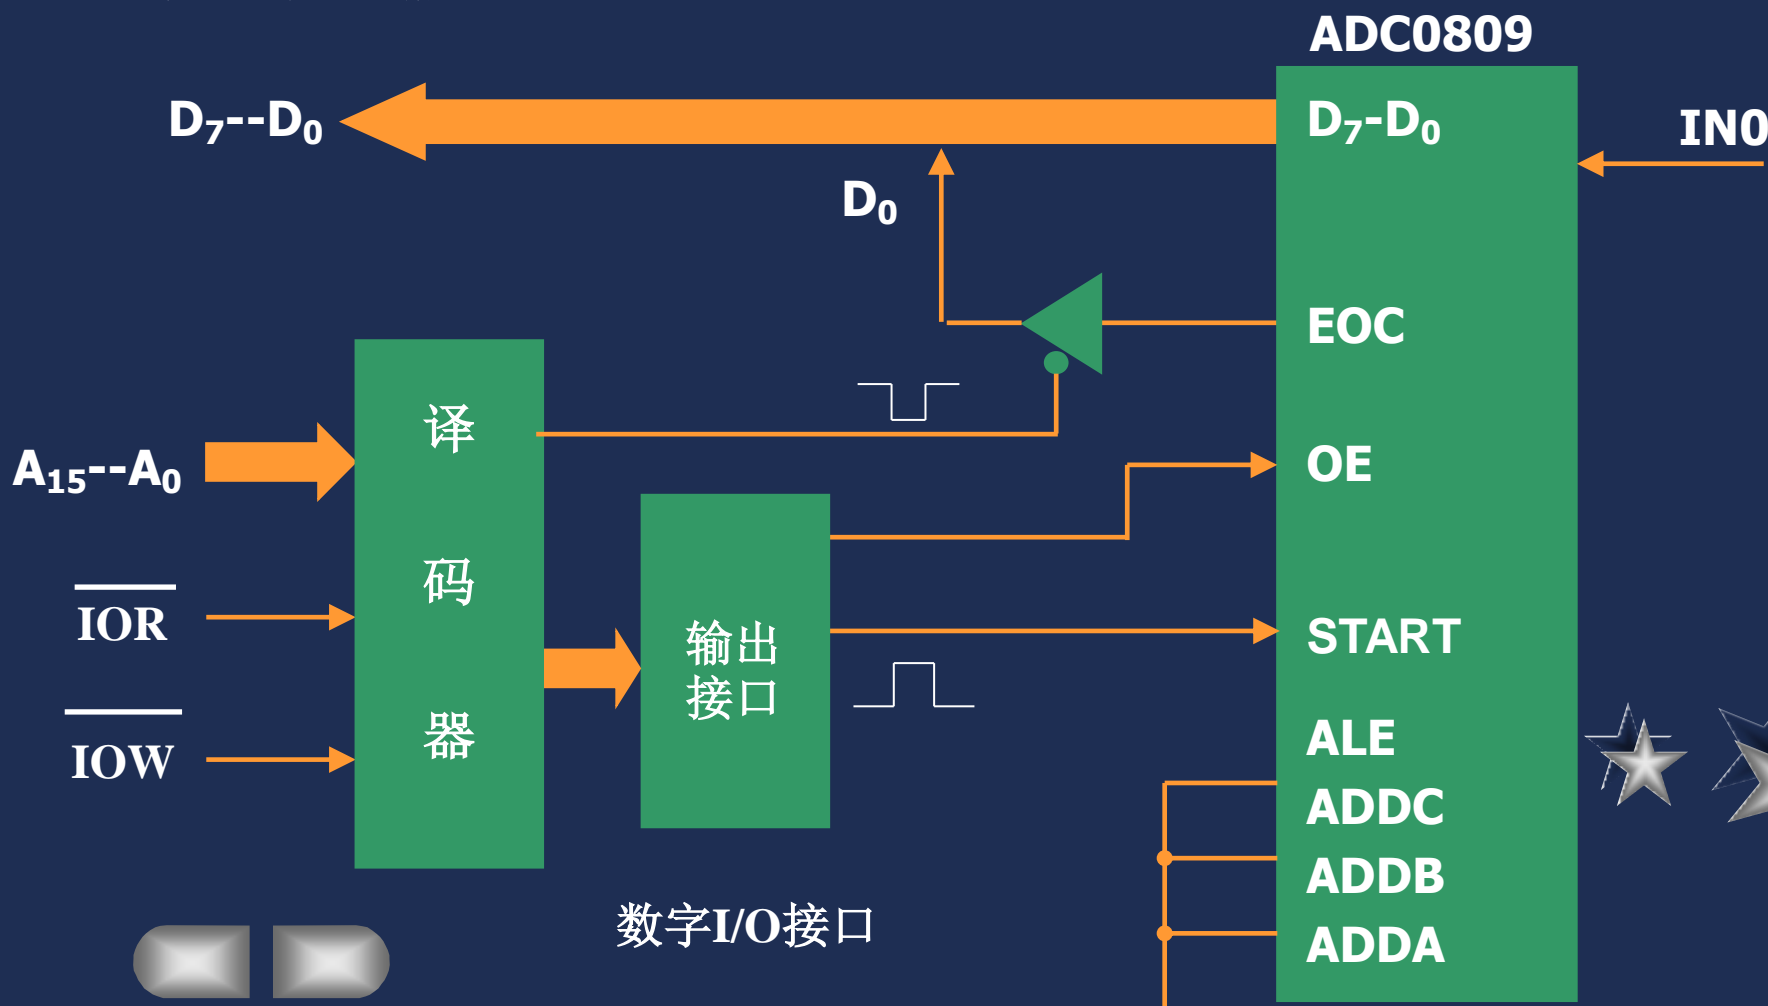 ADC0809
D₇--D₀
D₇-D₀
IN0
D₀
EOC
译
码
器
A₁₅--A₀
OE
IOR
输出
接口
START
IOW
ALE
ADDC
ADDB
ADDA
数字I/O接口